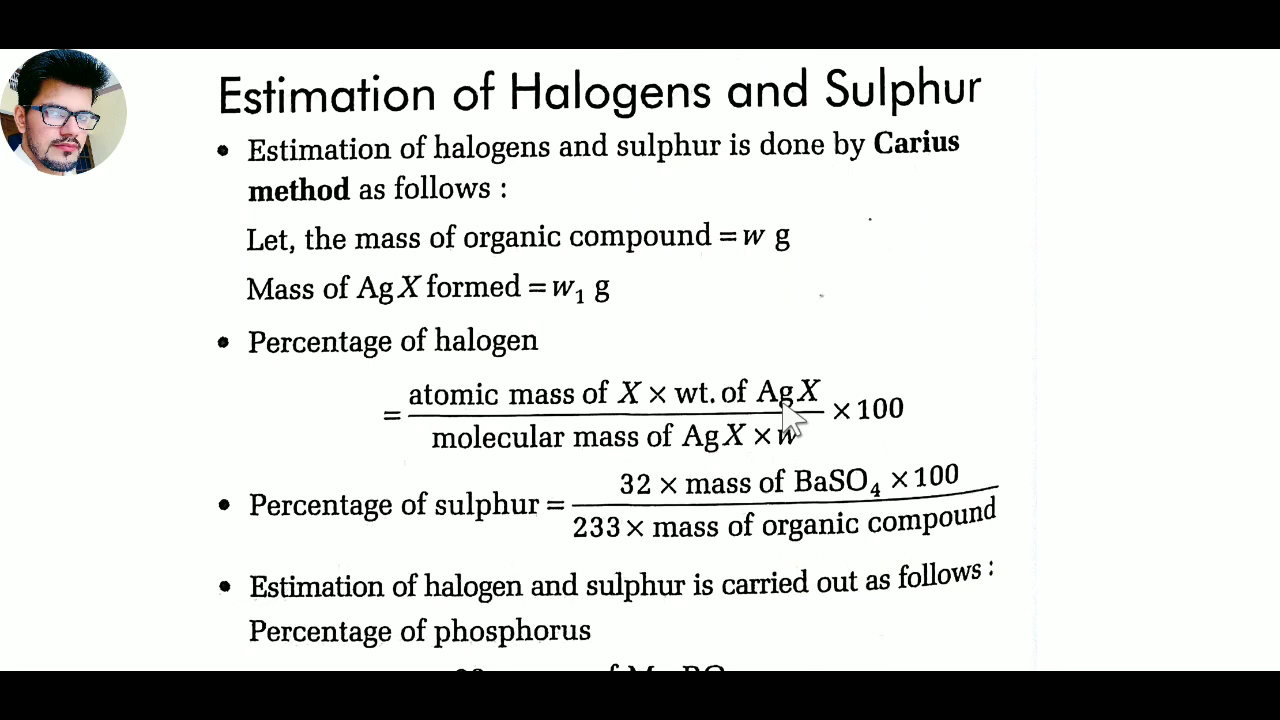 Estimation of Halogens and Sulphur
• Estimation of halogens and sulphur is done by Carius
method as follows :
Let, the mass of organic compound = w g
Mass of AgX formed = w₁ g
• Percentage of halogen
= atomic mass of X × wt. of AgX / molecular mass of AgX × w × 100
• Percentage of sulphur = 32 × mass of BaSO₄ × 100 / 233 × mass of organic compound
• Estimation of halogen and sulphur is carried out as follows :
Percentage of phosphorus